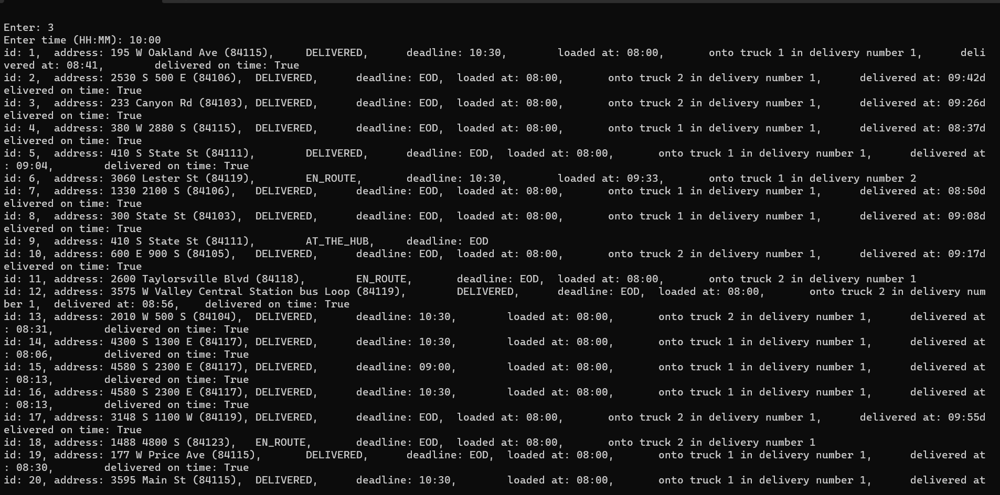 Enter: 3
Enter time (HH:MM): 10:00
id: 1,  address: 195 W Oakland Ave (84115),     DELIVERED,      deadline: 10:30,        loaded at: 08:00,       onto truck 1 in delivery number 1,      deli
vered at: 08:41,        delivered on time: True
id: 2,  address: 2530 S 500 E (84106),  DELIVERED,      deadline: EOD,  loaded at: 08:00,       onto truck 2 in delivery number 1,      delivered at: 09:42d
elivered on time: True
id: 3,  address: 233 Canyon Rd (84103), DELIVERED,      deadline: EOD,  loaded at: 08:00,       onto truck 2 in delivery number 1,      delivered at: 09:26d
elivered on time: True
id: 4,  address: 380 W 2880 S (84115),  DELIVERED,      deadline: EOD,  loaded at: 08:00,       onto truck 1 in delivery number 1,      delivered at: 08:37d
elivered on time: True
id: 5,  address: 410 S State St (84111),        DELIVERED,      deadline: EOD,  loaded at: 08:00,       onto truck 1 in delivery number 1,      delivered at
: 09:04,        delivered on time: True
id: 6,  address: 3060 Lester St (84119),        EN_ROUTE,       deadline: 10:30,        loaded at: 09:33,       onto truck 1 in delivery number 2
id: 7,  address: 1330 2100 S (84106),   DELIVERED,      deadline: EOD,  loaded at: 08:00,       onto truck 1 in delivery number 1,      delivered at: 08:50d
elivered on time: True
id: 8,  address: 300 State St (84103),  DELIVERED,      deadline: EOD,  loaded at: 08:00,       onto truck 1 in delivery number 1,      delivered at: 09:08d
elivered on time: True
id: 9,  address: 410 S State St (84111),        AT_THE_HUB,     deadline: EOD
id: 10, address: 600 E 900 S (84105),   DELIVERED,      deadline: EOD,  loaded at: 08:00,       onto truck 2 in delivery number 1,      delivered at: 09:17d
elivered on time: True
id: 11, address: 2600 Taylorsville Blvd (84118),        EN_ROUTE,       deadline: EOD,  loaded at: 08:00,       onto truck 2 in delivery number 1
id: 12, address: 3575 W Valley Central Station bus Loop (84119),        DELIVERED,      deadline: EOD,  loaded at: 08:00,       onto truck 2 in delivery num
ber 1,  delivered at: 08:56,    delivered on time: True
id: 13, address: 2010 W 500 S (84104),  DELIVERED,      deadline: 10:30,        loaded at: 08:00,       onto truck 2 in delivery number 1,      delivered at
: 08:31,        delivered on time: True
id: 14, address: 4300 S 1300 E (84117), DELIVERED,      deadline: 10:30,        loaded at: 08:00,       onto truck 1 in delivery number 1,      delivered at
: 08:06,        delivered on time: True
id: 15, address: 4580 S 2300 E (84117), DELIVERED,      deadline: 09:00,        loaded at: 08:00,       onto truck 1 in delivery number 1,      delivered at
: 08:13,        delivered on time: True
id: 16, address: 4580 S 2300 E (84117), DELIVERED,      deadline: 10:30,        loaded at: 08:00,       onto truck 1 in delivery number 1,      delivered at
: 08:13,        delivered on time: True
id: 17, address: 3148 S 1100 W (84119), DELIVERED,      deadline: EOD,  loaded at: 08:00,       onto truck 2 in delivery number 1,      delivered at: 09:55d
elivered on time: True
id: 18, address: 1488 4800 S (84123),   EN_ROUTE,       deadline: EOD,  loaded at: 08:00,       onto truck 2 in delivery number 1
id: 19, address: 177 W Price Ave (84115),       DELIVERED,      deadline: EOD,  loaded at: 08:00,       onto truck 1 in delivery number 1,      delivered at
: 08:30,        delivered on time: True
id: 20, address: 3595 Main St (84115),  DELIVERED,      deadline: 10:30,        loaded at: 08:00,       onto truck 1 in delivery number 1,      delivered at